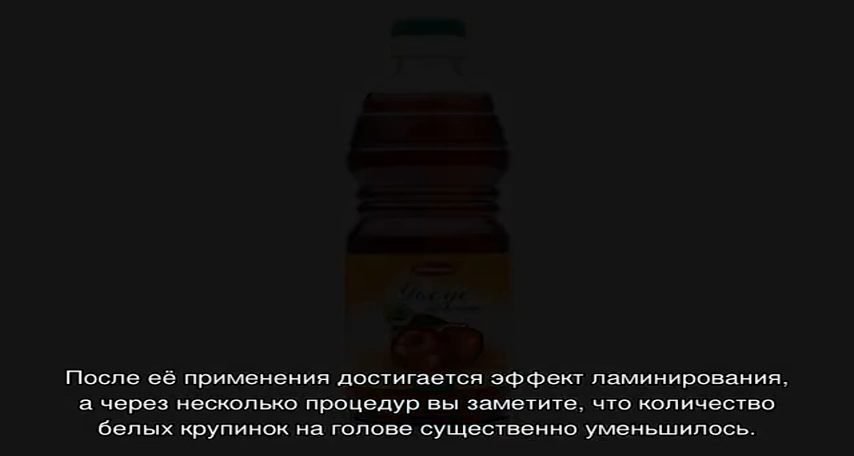 После её применения достигается эффект ламинирования,
а через несколько процедур вы заметите, что количество
белых крупинок на голове существенно уменьшилось.